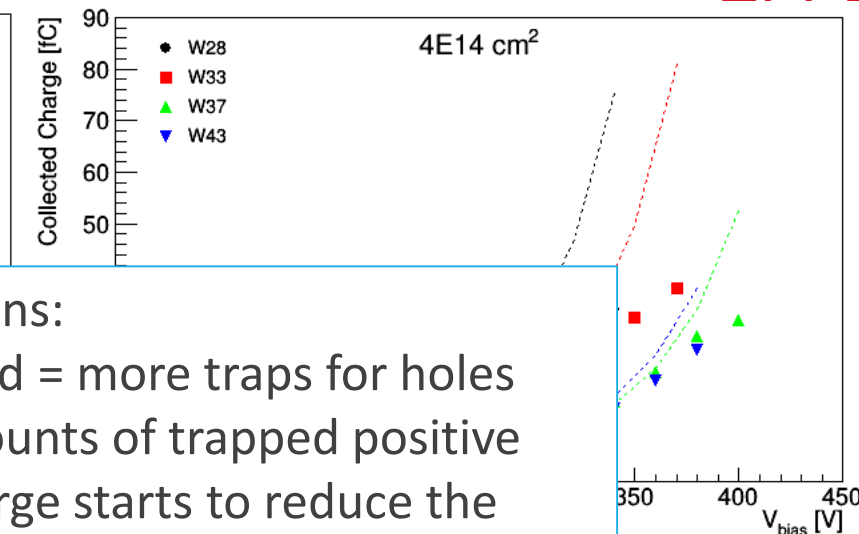 90
80
70
60
50
Collected Charge [fC]
4E14 cm²
W28
W33
W37
W43
ns:
d = more traps for holes
ounts of trapped positive
rge starts to reduce the
350
400
450
V_bias [V]